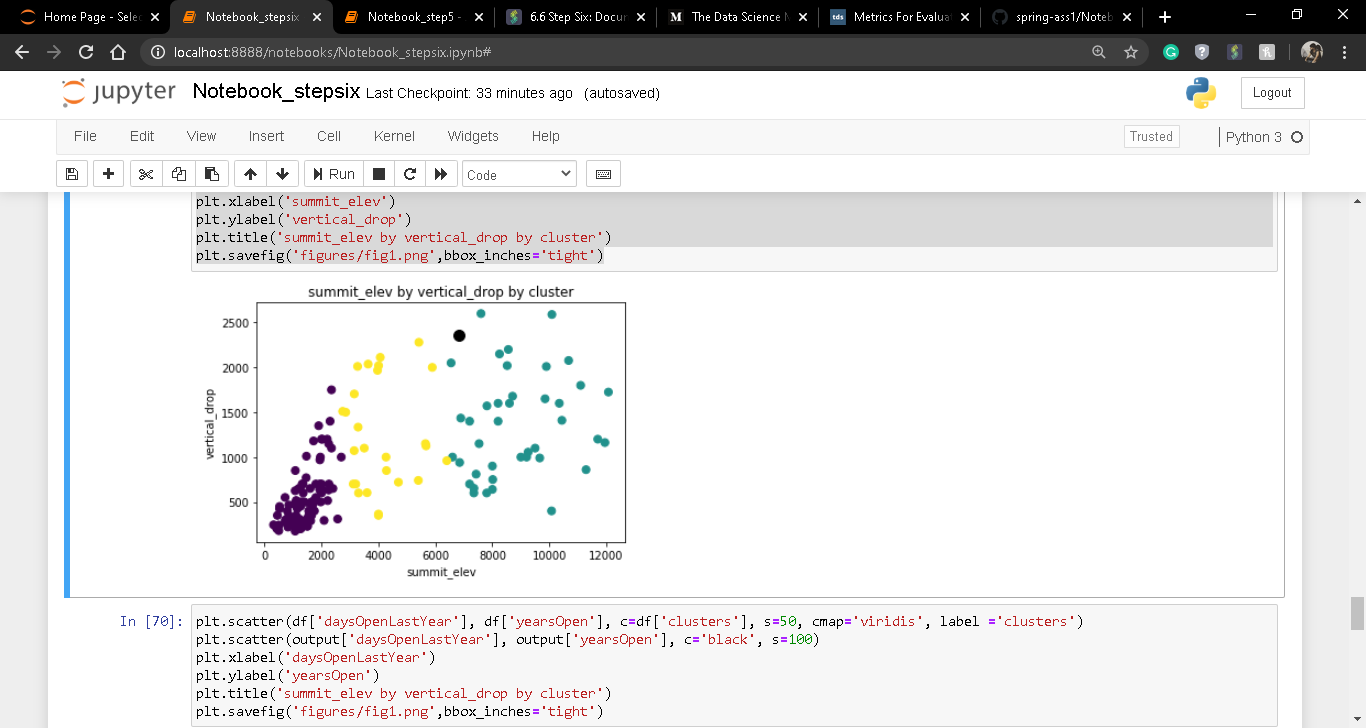 Home Page - Selec
Notebook_stepsix
Notebook_step5 -
6.6 Step Six: Docum
The Data Science M
Metrics For Evaluat
spring-ass1/Noteb
localhost:8888/notebooks/Notebook_stepsix.ipynb#
jupyter Notebook_stepsix Last Checkpoint: 33 minutes ago (autosaved)
Logout
File Edit View Insert Cell Kernel Widgets Help
Trusted
Python 3
Run
Code
plt.xlabel('summit_elev')
plt.ylabel('vertical_drop')
plt.title('summit_elev by vertical_drop by cluster')
plt.savefig('figures/fig1.png',bbox_inches='tight')
summit_elev by vertical_drop by cluster
2500
2000
1500
1000
500
vertical_drop
0 2000 4000 6000 8000 10000 12000
summit_elev
In [70]:
plt.scatter(df['daysOpenLastYear'], df['yearsOpen'], c=df['clusters'], s=50, cmap='viridis', label ='clusters')
plt.scatter(output['daysOpenLastYear'], output['yearsOpen'], c='black', s=100)
plt.xlabel('daysOpenLastYear')
plt.ylabel('yearsOpen')
plt.title('summit_elev by vertical_drop by cluster')
plt.savefig('figures/fig1.png',bbox_inches='tight')